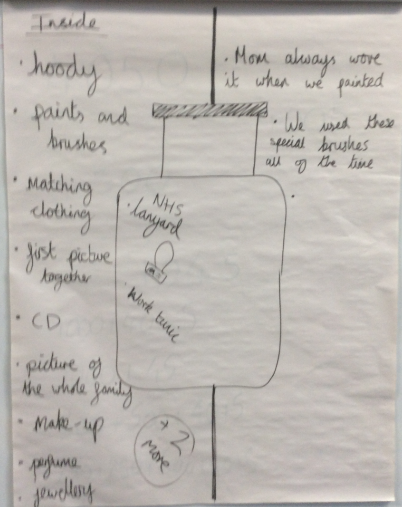 Inside
· hoody
· paints and
brushes
· Matching
clothing
· first picture
together
· CD
· picture of
the whole family
· Make-up
· perfume
· jewellery
· NHS
lanyard
· Work tunic
+2
More
· Mom always wore
it when we painted
· We used these
special brushes
all of the time
·